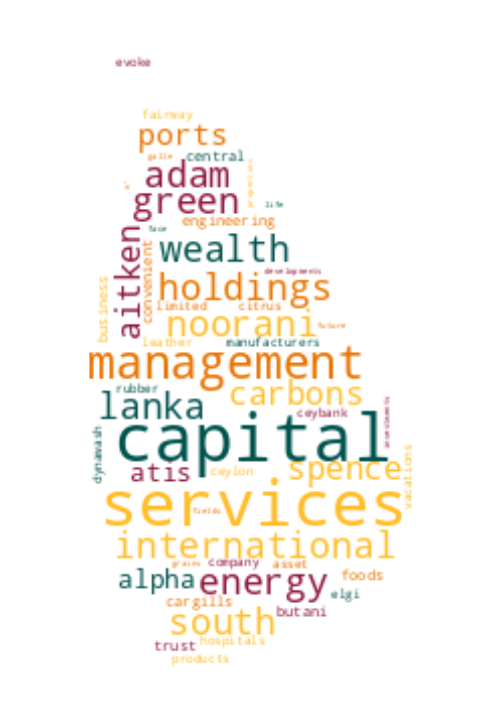 evoke
fairway
ports
galle
central
adam
properties
green
life
engineering
face
aitken
wealth
convenient
developments
holdings
business
limited
citrus
noorani
future
leather
manufacturers
management
rubber
carbons
lanka
ceybank
capital
investments
dynawash
atis
ceylon
spence
vacations
services
fields
international
grains
company
asset
alpha
energy
foods
elgi
cargills
butani
south
trust
hospitals
products